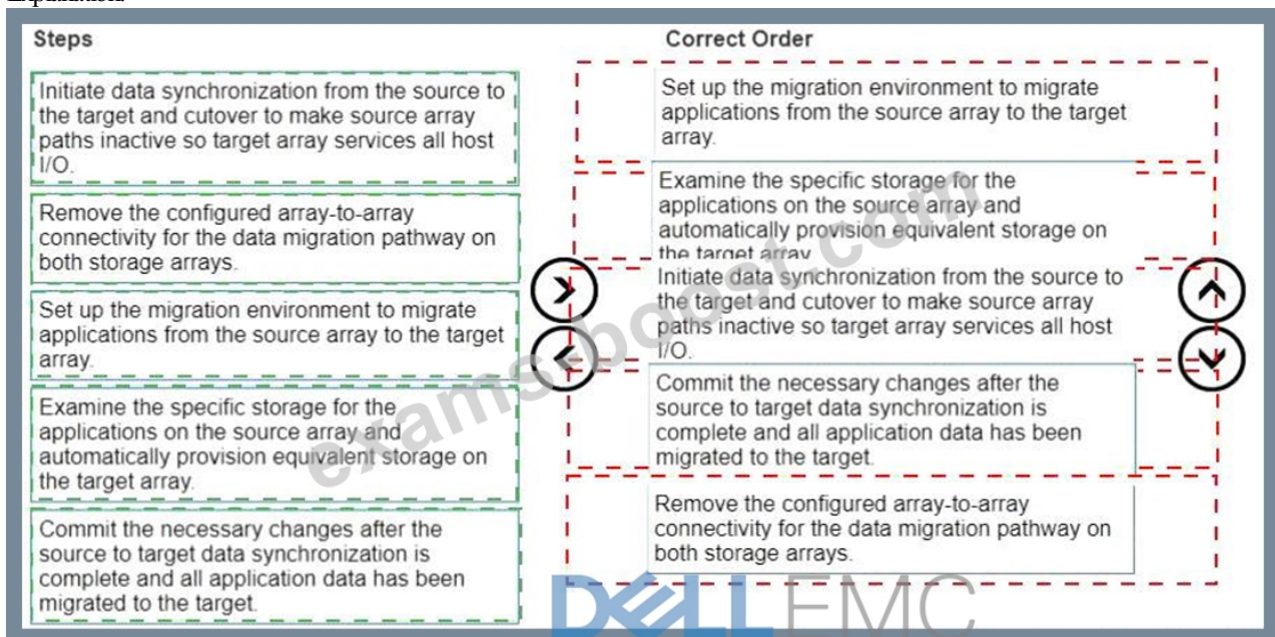 Explanation:
Steps
Initiate data synchronization from the source to
the target and cutover to make source array
paths inactive so target array services all host
I/O.
Remove the configured array-to-array
connectivity for the data migration pathway on
both storage arrays.
Set up the migration environment to migrate
applications from the source array to the target
array.
Examine the specific storage for the
applications on the source array and
automatically provision equivalent storage on
the target array.
Commit the necessary changes after the
source to target data synchronization is
complete and all application data has been
migrated to the target.
Correct Order
Set up the migration environment to migrate
applications from the source array to the target
array.
Examine the specific storage for the
applications on the source array and
automatically provision equivalent storage on
the target array
Initiate data synchronization from the source to
the target and cutover to make source array
paths inactive so target array services all host
I/O.
Commit the necessary changes after the
source to target data synchronization is
complete and all application data has been
migrated to the target.
Remove the configured array-to-array
connectivity for the data migration pathway on
both storage arrays.
exams-boost.com
DELL EMC